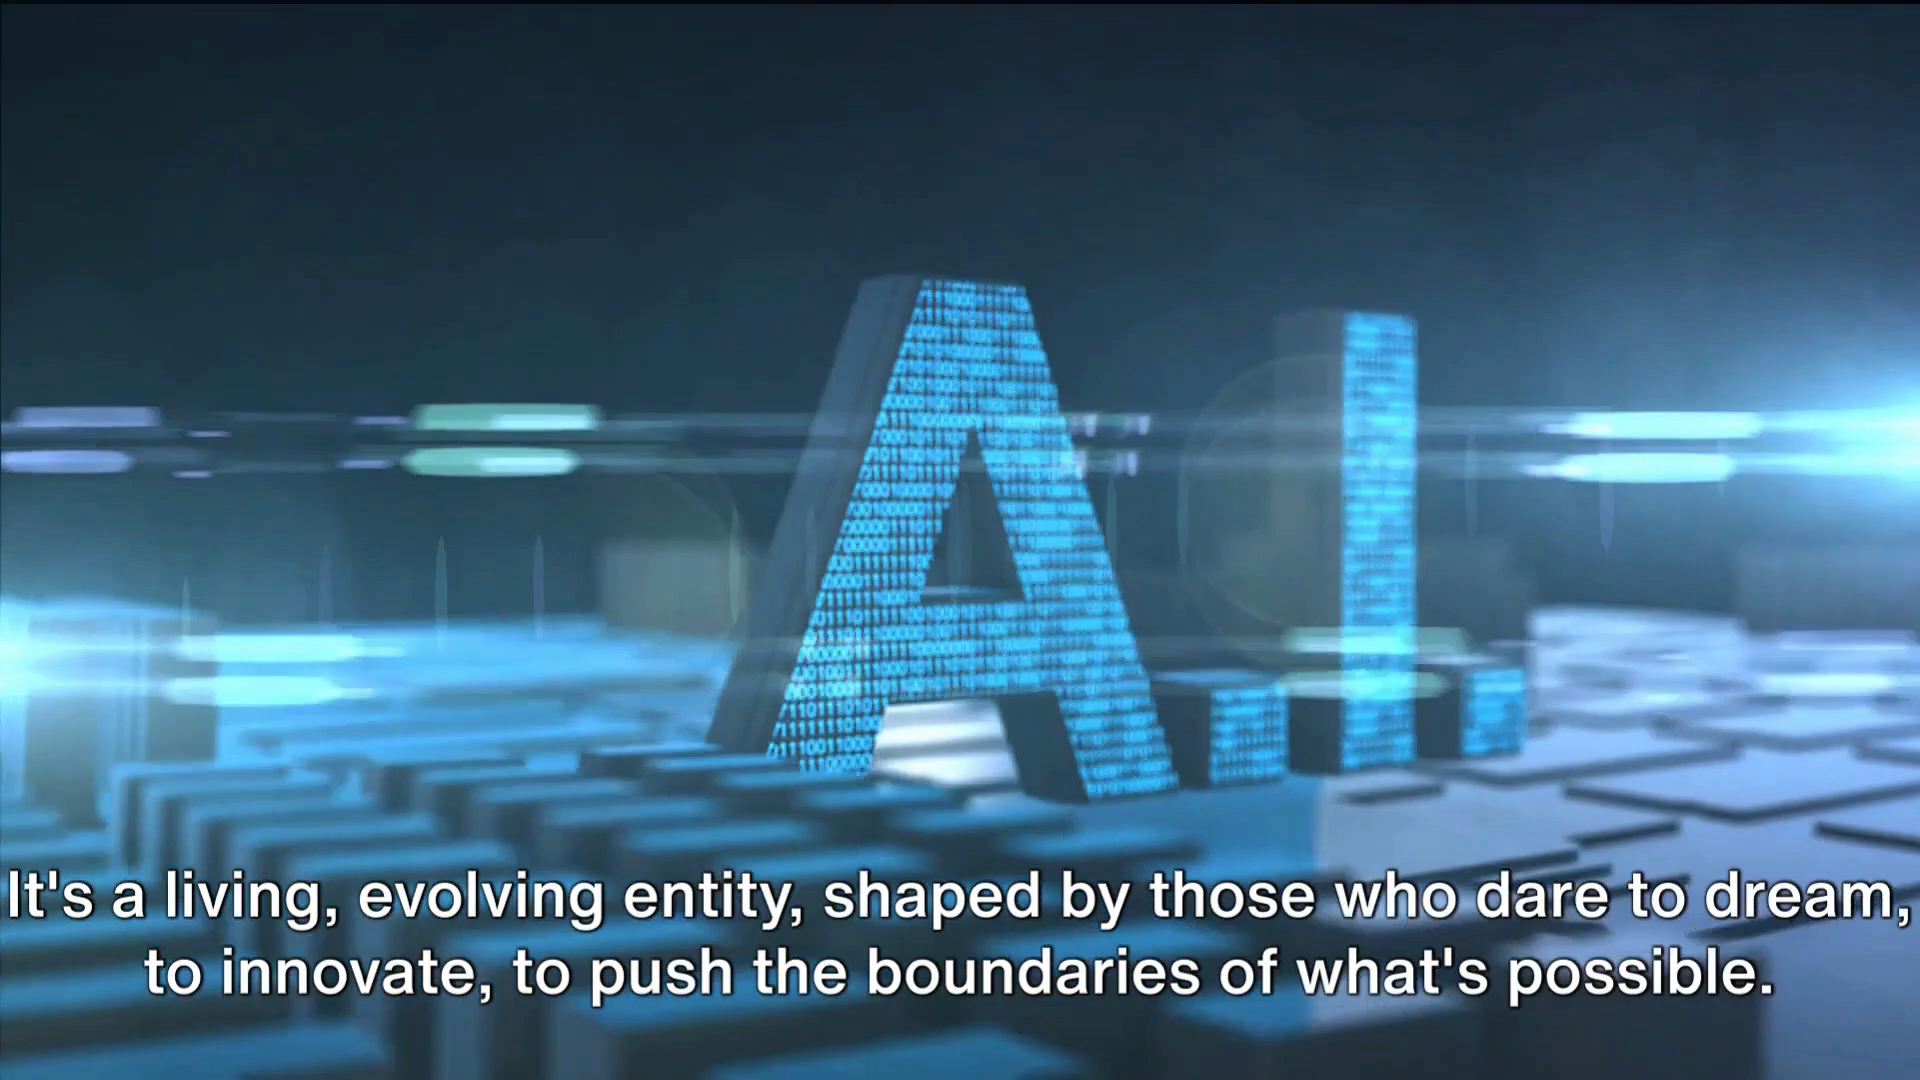 A.I.
It's a living, evolving entity, shaped by those who dare to dream,
to innovate, to push the boundaries of what's possible.